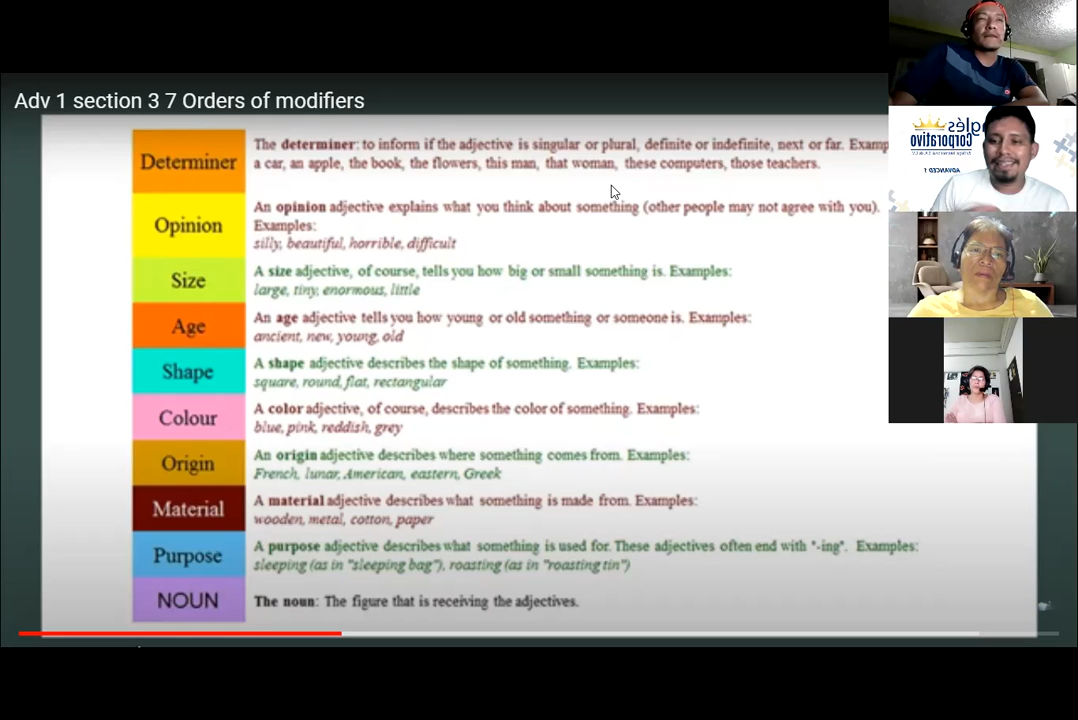 Adv 1 section 3 7 Orders of modifiers
Determiner
The determiner: to inform if the adjective is singular or plural, definite or indefinite, next or far. Examp
a car, an apple, the book, the flowers, this man, that woman, these computers, those teachers.
Opinion
An opinion adjective explains what you think about something (other people may not agree with you).
Examples:
silly, beautiful, horrible, difficult
Size
A size adjective, of course, tells you how big or small something is. Examples:
large, tiny, enormous, little
Age
An age adjective tells you how young or old something or someone is. Examples:
ancient, new, young, old
Shape
A shape adjective describes the shape of something. Examples:
square, round, flat, rectangular
Colour
A color adjective, of course, describes the color of something. Examples:
blue, pink, reddish, grey
Origin
An origin adjective describes where something comes from. Examples:
French, lunar, American, eastern, Greek
Material
A material adjective describes what something is made from. Examples:
wooden, metal, cotton, paper
Purpose
A purpose adjective describes what something is used for. These adjectives often end with "-ing". Examples:
sleeping (as in "sleeping bag"), roasting (as in "roasting tin")
NOUN
The noun: The figure that is receiving the adjectives.
nglés
Corporativo
ADVANCED 1